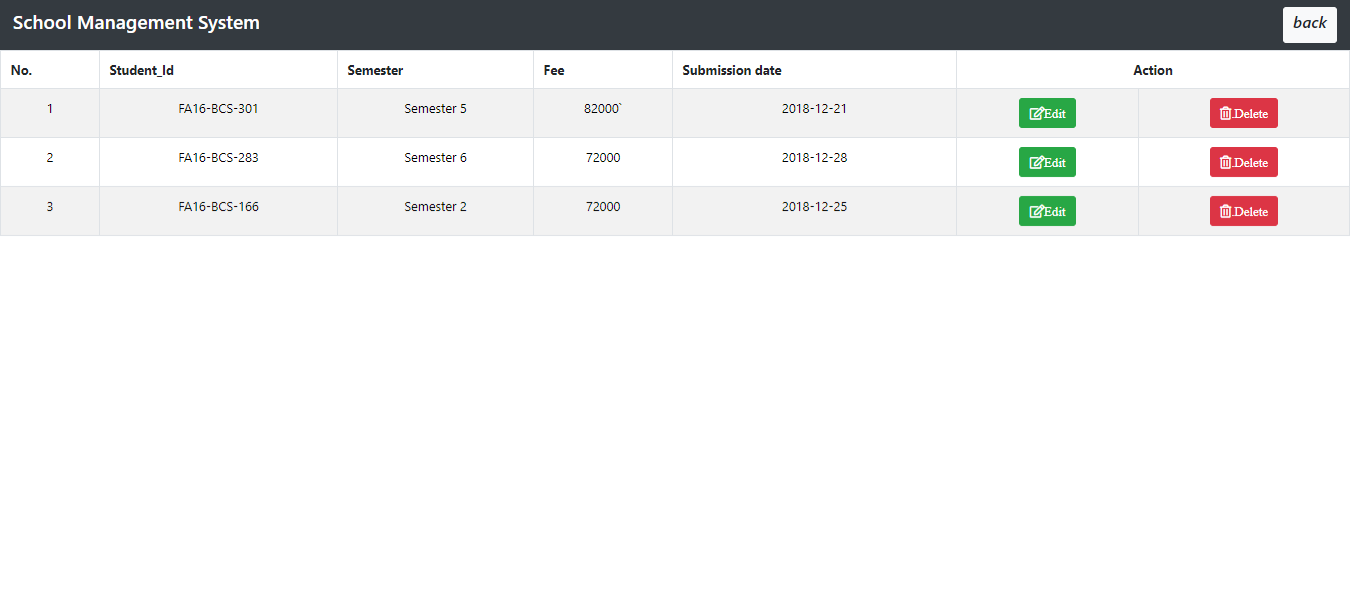 School Management System back
No. Student_Id Semester Fee Submission date Action
1 FA16-BCS-301 Semester 5 82000` 2018-12-21 Edit Delete
2 FA16-BCS-283 Semester 6 72000 2018-12-28 Edit Delete
3 FA16-BCS-166 Semester 2 72000 2018-12-25 Edit Delete